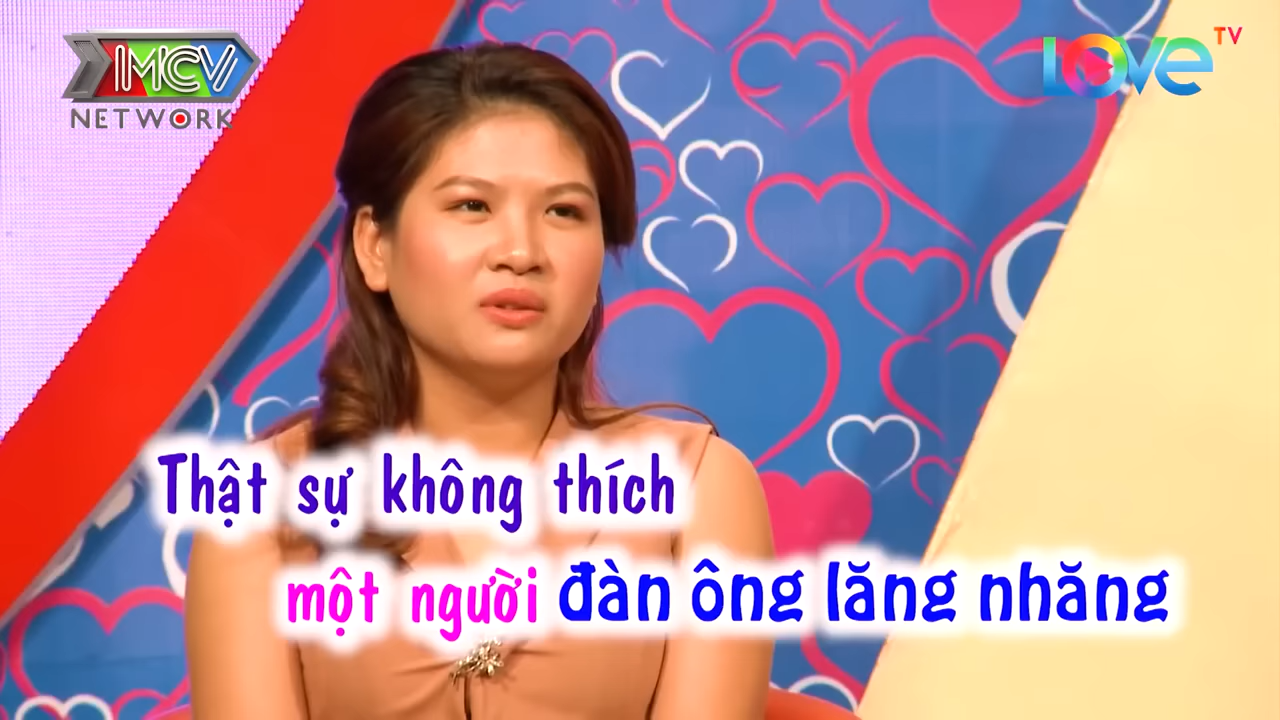 MCV
NETWORK
LOVE TV
Thật sự không thích
một người đàn ông lăng nhăng